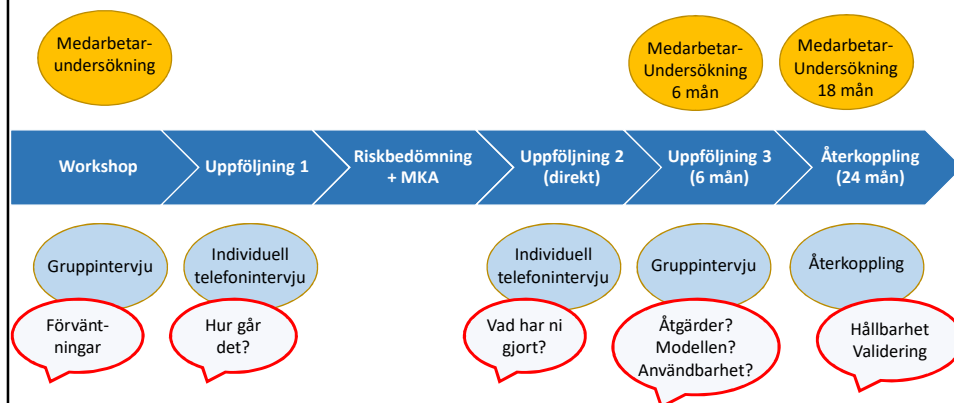 Medarbetar-
undersökning
Medarbetar-
Undersökning
6 mån
Medarbetar-
Undersökning
18 mån
Workshop
Uppföljning 1
Riskbedömning
+ MKA
Uppföljning 2
(direkt)
Uppföljning 3
(6 mån)
Återkoppling
(24 mån)
Gruppintervju
Individuell
telefonintervju
Individuell
telefonintervju
Gruppintervju
Återkoppling
Förvänt-
ningar
Hur går
det?
Vad har ni
gjort?
Åtgärder?
Modellen?
Användbarhet?
Hållbarhet
Validering